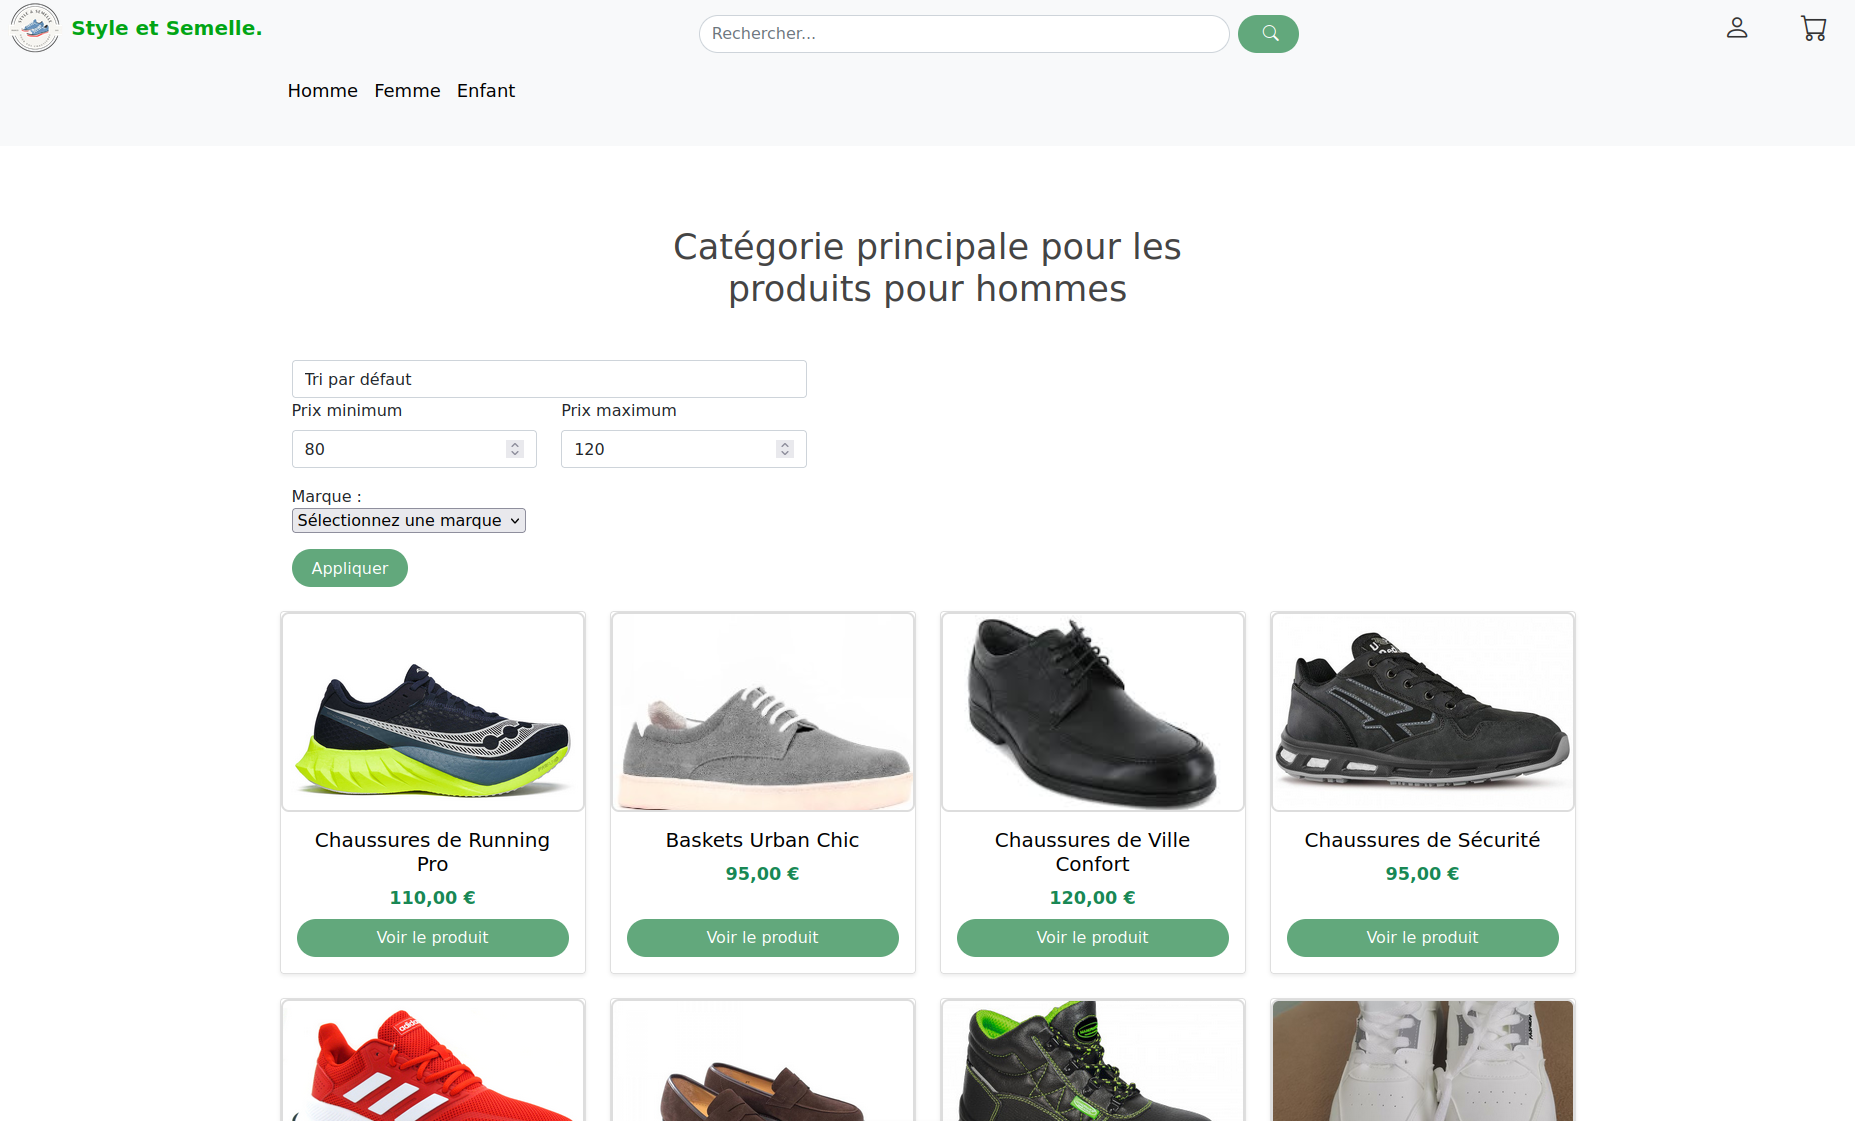 Style et Semelle.
Rechercher...
Homme Femme Enfant
Catégorie principale pour les
produits pour hommes
Tri par défaut
Prix minimum Prix maximum
80 120
Marque :
Sélectionnez une marque
Appliquer
Chaussures de Running
Pro
110,00 €
Voir le produit
Baskets Urban Chic
95,00 €
Voir le produit
Chaussures de Ville
Confort
120,00 €
Voir le produit
Chaussures de Sécurité
95,00 €
Voir le produit
adidas